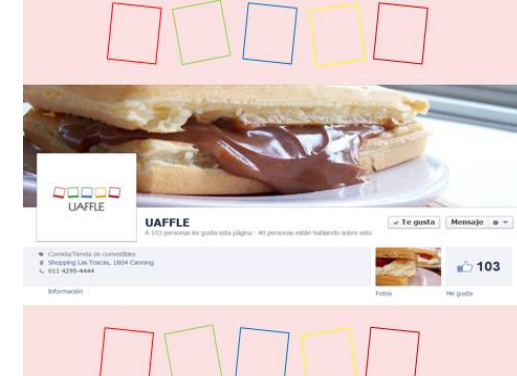 UAFFLE
UAFFLE
A 103 personas les gusta esta página · 40 personas están hablando sobre esto
Te gusta
Mensaje
Comida/Tienda de comestibles
Shopping Las Toscas, 1804 Canning
011 4295-4444
Información
103
Fotos
Me gusta